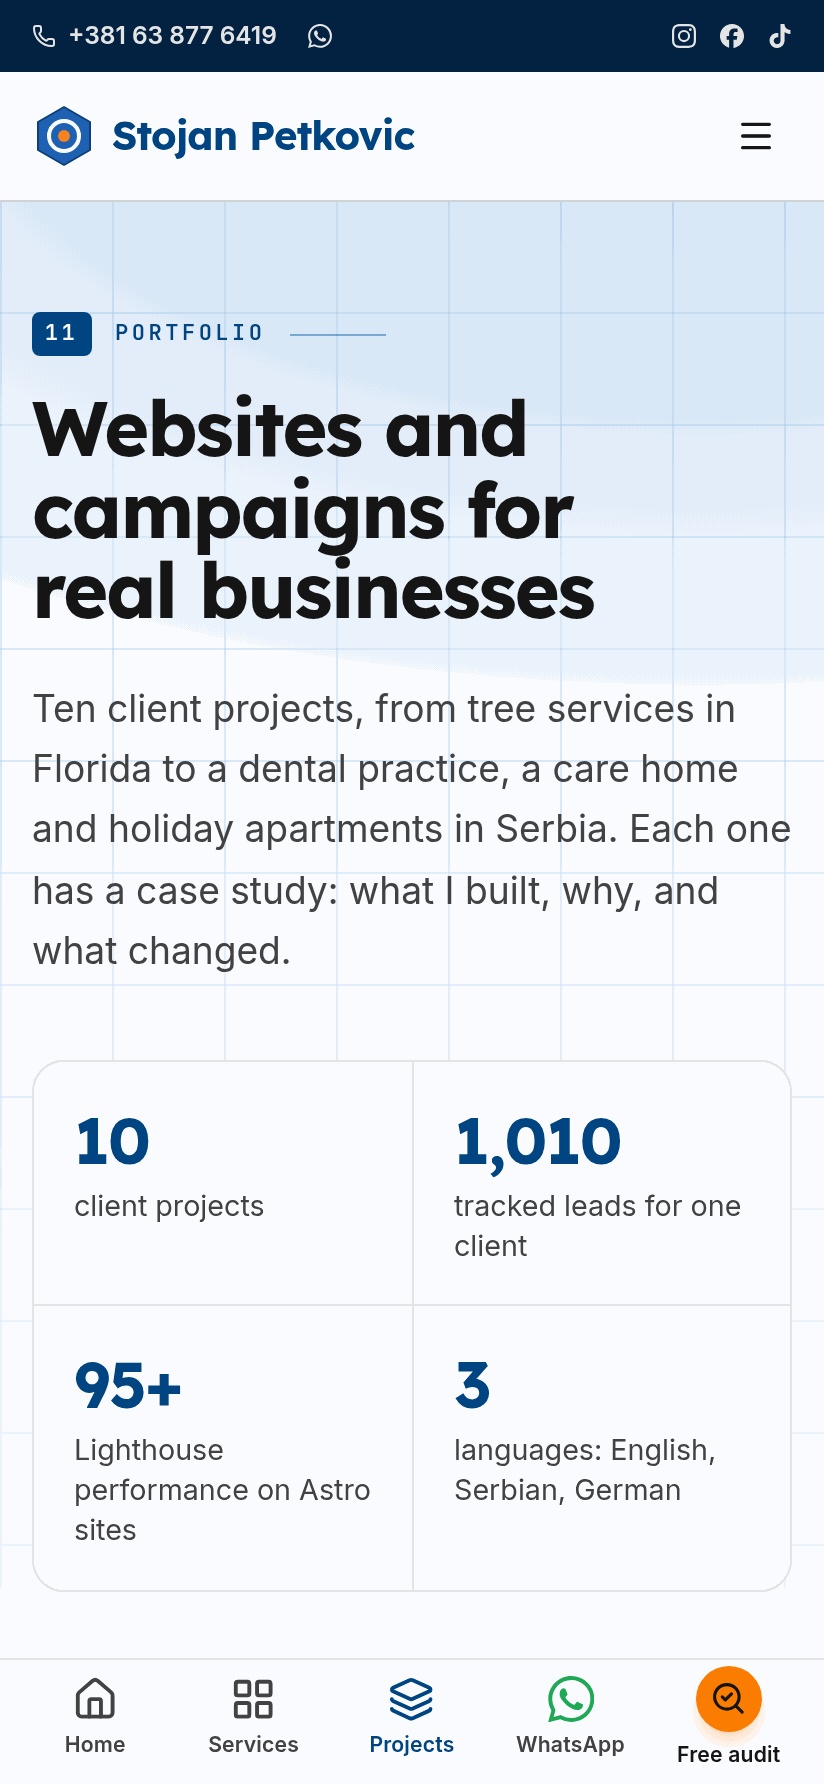 +381 63 877 6419
Stojan Petkovic
11 PORTFOLIO
Websites and
campaigns for
real businesses
Ten client projects, from tree services in
Florida to a dental practice, a care home
and holiday apartments in Serbia. Each one
has a case study: what I built, why, and
what changed.
10
client projects
1,010
tracked leads for one
client
95+
Lighthouse
performance on Astro
sites
3
languages: English,
Serbian, German
Home
Services
Projects
WhatsApp
Free audit